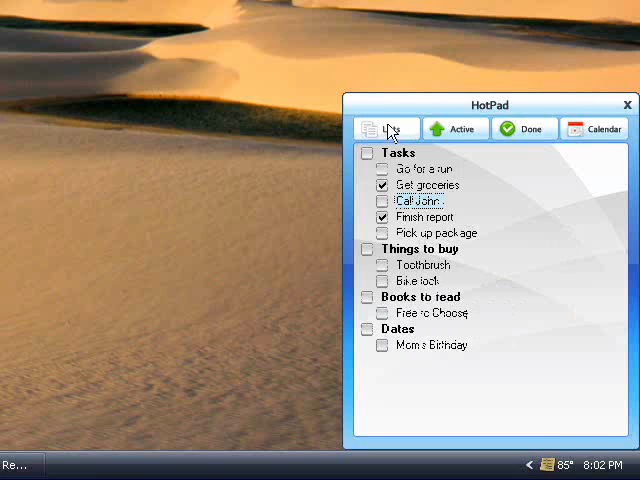 HotPad
X
Lists Active Done Calendar
Tasks
Go for a run
Get groceries
Call John
Finish report
Pick up package
Things to buy
Toothbrush
Bike lock
Books to read
Free to Choose
Dates
Mom's Birthday
Re... 85° 8:02 PM